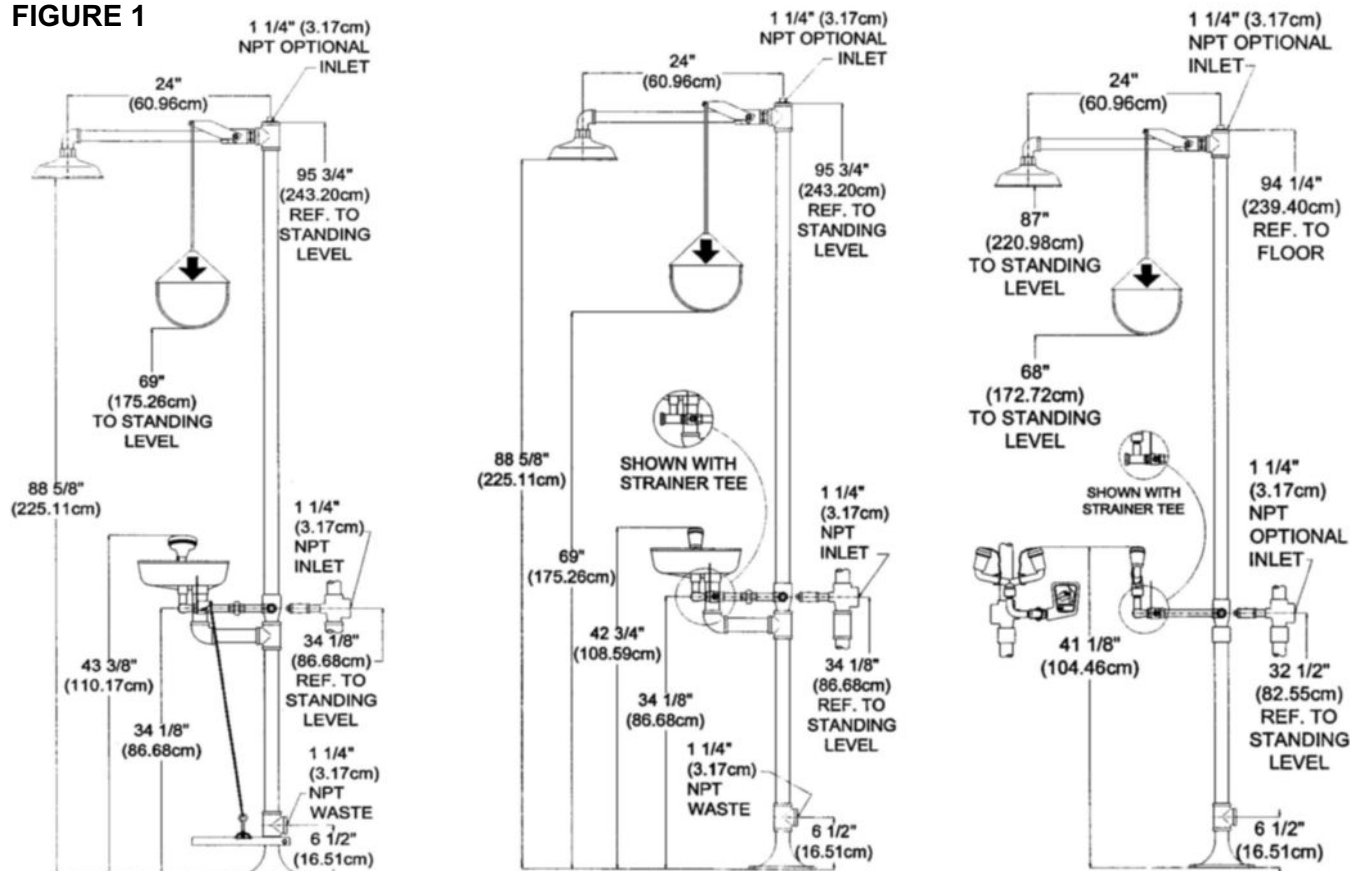 FIGURE 1
1 1/4" (3.17cm)
NPT OPTIONAL
INLET
24"
(60.96cm)
95 3/4"
(243.20cm)
REF. TO
STANDING
LEVEL
69"
(175.26cm)
TO STANDING
LEVEL
88 5/8"
(225.11cm)
1 1/4"
(3.17cm)
NPT
INLET
43 3/8"
(110.17cm)
34 1/8"
(86.68cm)
REF. TO
STANDING
LEVEL
34 1/8"
(86.68cm)
1 1/4"
(3.17cm)
NPT
WASTE
6 1/2"
(16.51cm)
1 1/4" (3.17cm)
NPT OPTIONAL
INLET
24"
(60.96cm)
95 3/4"
(243.20cm)
REF. TO
STANDING
LEVEL
88 5/8"
(225.11cm)
SHOWN WITH
STRAINER TEE
69"
(175.26cm)
1 1/4"
(3.17cm)
NPT
INLET
42 3/4"
(108.59cm)
34 1/8"
(86.68cm)
34 1/8"
(86.68cm)
REF. TO
STANDING
LEVEL
1 1/4"
(3.17cm)
NPT
WASTE
6 1/2"
(16.51cm)
1 1/4" (3.17cm)
NPT OPTIONAL
INLET
24"
(60.96cm)
94 1/4"
(239.40cm)
REF. TO
FLOOR
87"
(220.98cm)
TO STANDING
LEVEL
68"
(172.72cm)
TO STANDING
LEVEL
SHOWN WITH
STRAINER TEE
1 1/4"
(3.17cm)
NPT
OPTIONAL
INLET
41 1/8"
(104.46cm)
32 1/2"
(82.55cm)
REF. TO
STANDING
LEVEL
6 1/2"
(16.51cm)